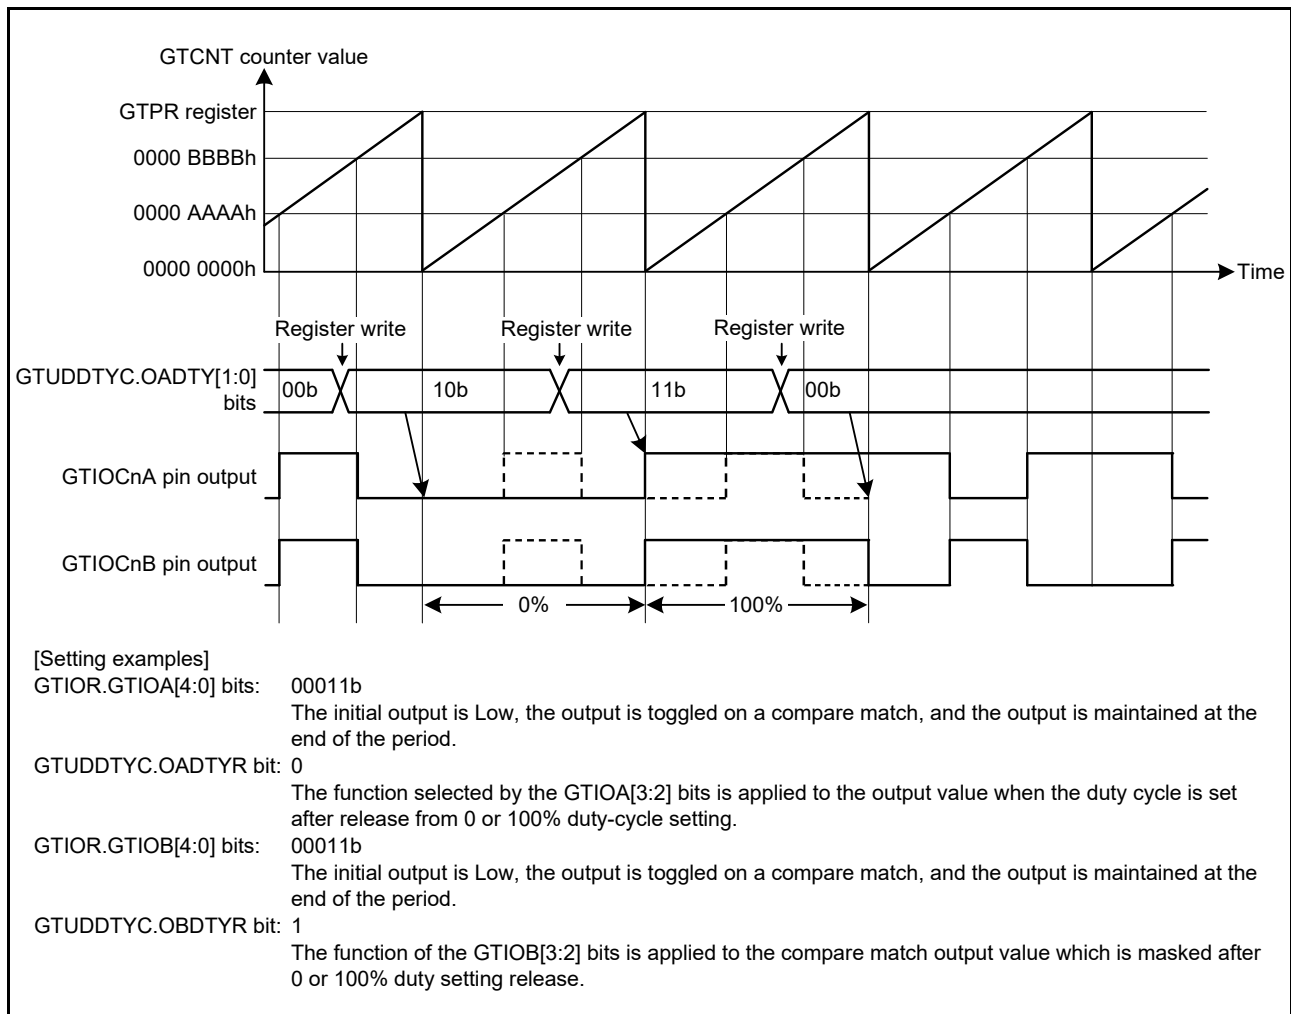 GTCNT counter value
GTPR register
0000 BBBBh
0000 AAAAh
0000 0000h
Time
Register write
Register write
Register write
GTUDDTYC.OADTY[1:0]
bits
00b
10b
11b
00b
GTIOCnA pin output
GTIOCnB pin output
0%
100%
[Setting examples]
GTIOR.GTIOA[4:0] bits: 00011b
The initial output is Low, the output is toggled on a compare match, and the output is maintained at the
end of the period.
GTUDDTYC.OADTYR bit: 0
The function selected by the GTIOA[3:2] bits is applied to the output value when the duty cycle is set
after release from 0 or 100% duty-cycle setting.
GTIOR.GTIOB[4:0] bits: 00011b
The initial output is Low, the output is toggled on a compare match, and the output is maintained at the
end of the period.
GTUDDTYC.OBDTYR bit: 1
The function of the GTIOB[3:2] bits is applied to the compare match output value which is masked after
0 or 100% duty setting release.